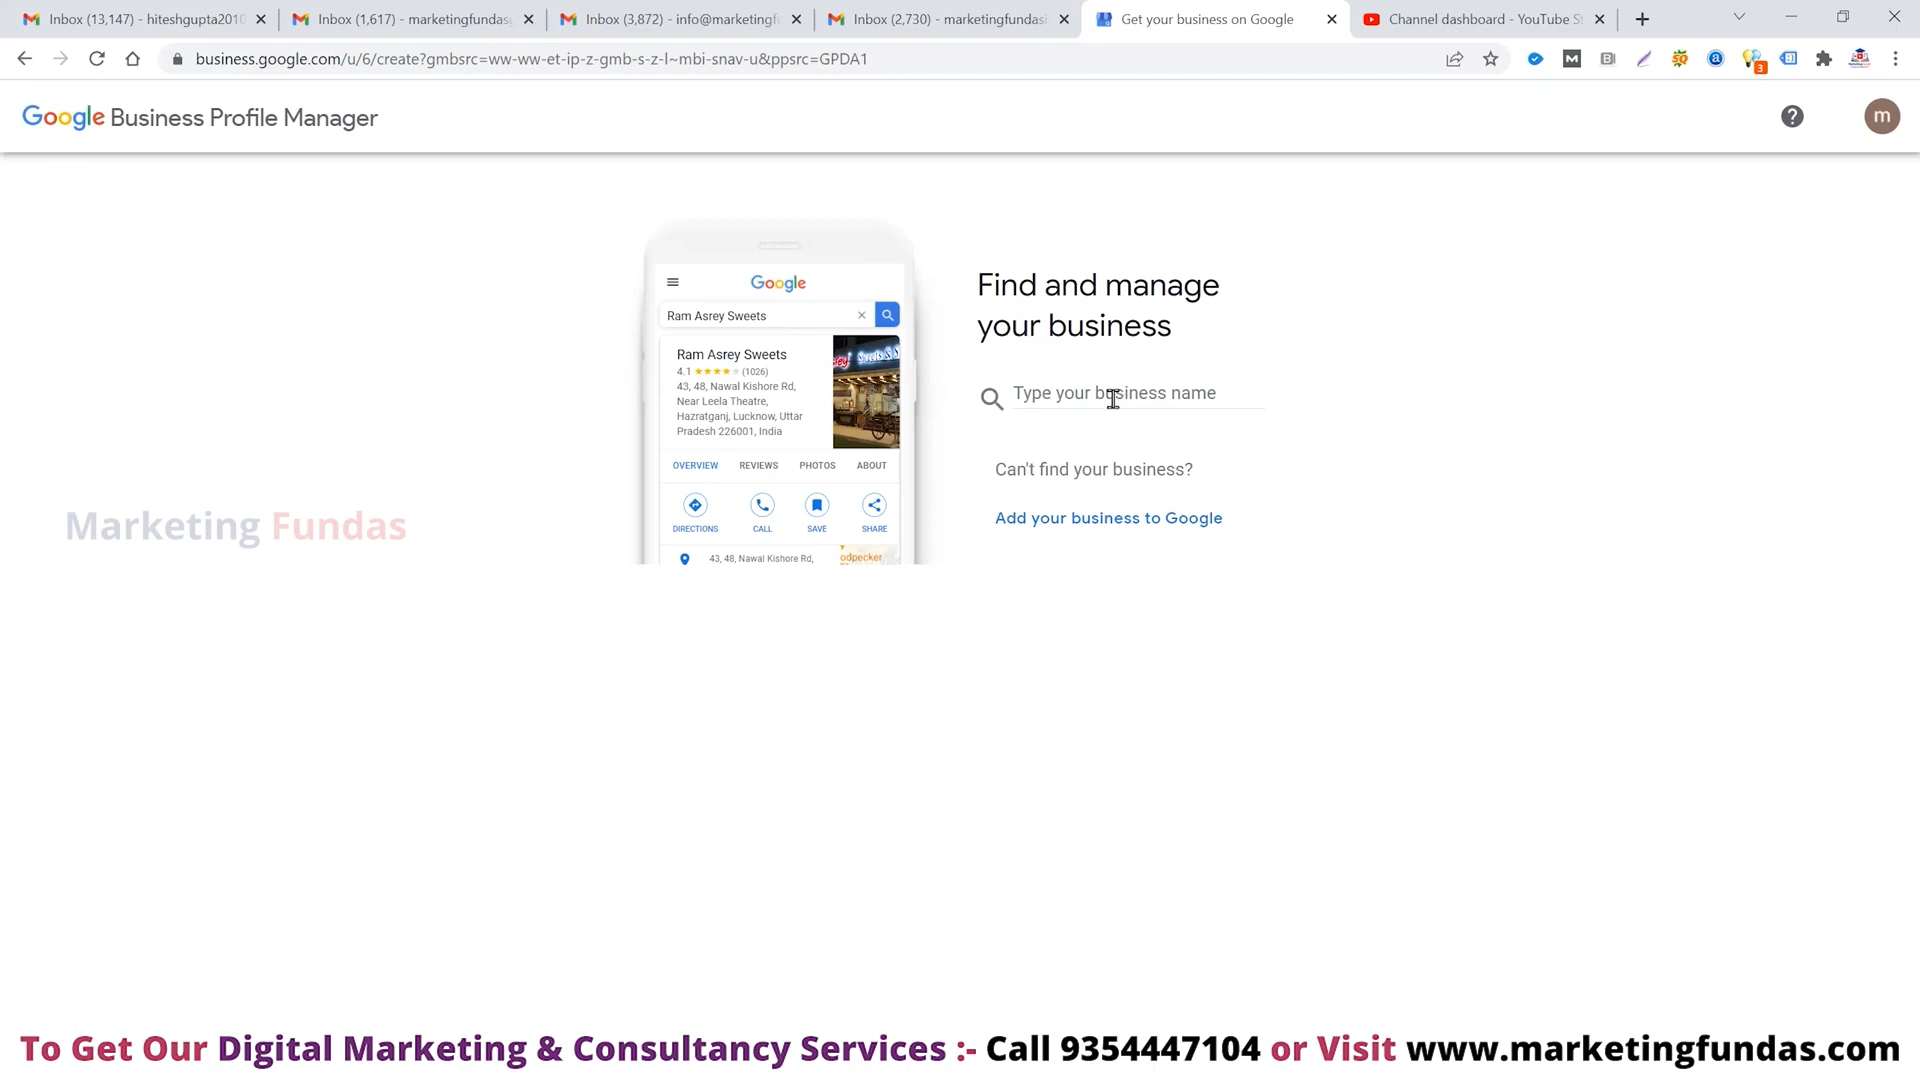 Inbox (13,147) - hiteshgupta2010
Inbox (1,617) - marketingfundas
Inbox (3,872) - info@marketingf
Inbox (2,730) - marketingfundasi
Get your business on Google
Channel dashboard - YouTube St
business.google.com/u/6/create?gmbsrc=ww-ww-et-ip-z-gmb-s-z-l~mbi-snav-u&ppsrc=GPDA1
3
Google Business Profile Manager
m
Google
Ram Asrey Sweets
Ram Asrey Sweets
4.1 (1026)
43, 48, Nawal Kishore Rd,
Near Leela Theatre,
Hazratganj, Lucknow, Uttar
Pradesh 226001, India
OVERVIEW REVIEWS PHOTOS ABOUT
DIRECTIONS CALL SAVE SHARE
43, 48, Nawal Kishore Rd,
odpecker
Find and manage
your business
Type your business name
Can't find your business?
Add your business to Google
Marketing Fundas
To Get Our Digital Marketing & Consultancy Services :- Call 9354447104 or Visit www.marketingfundas.com